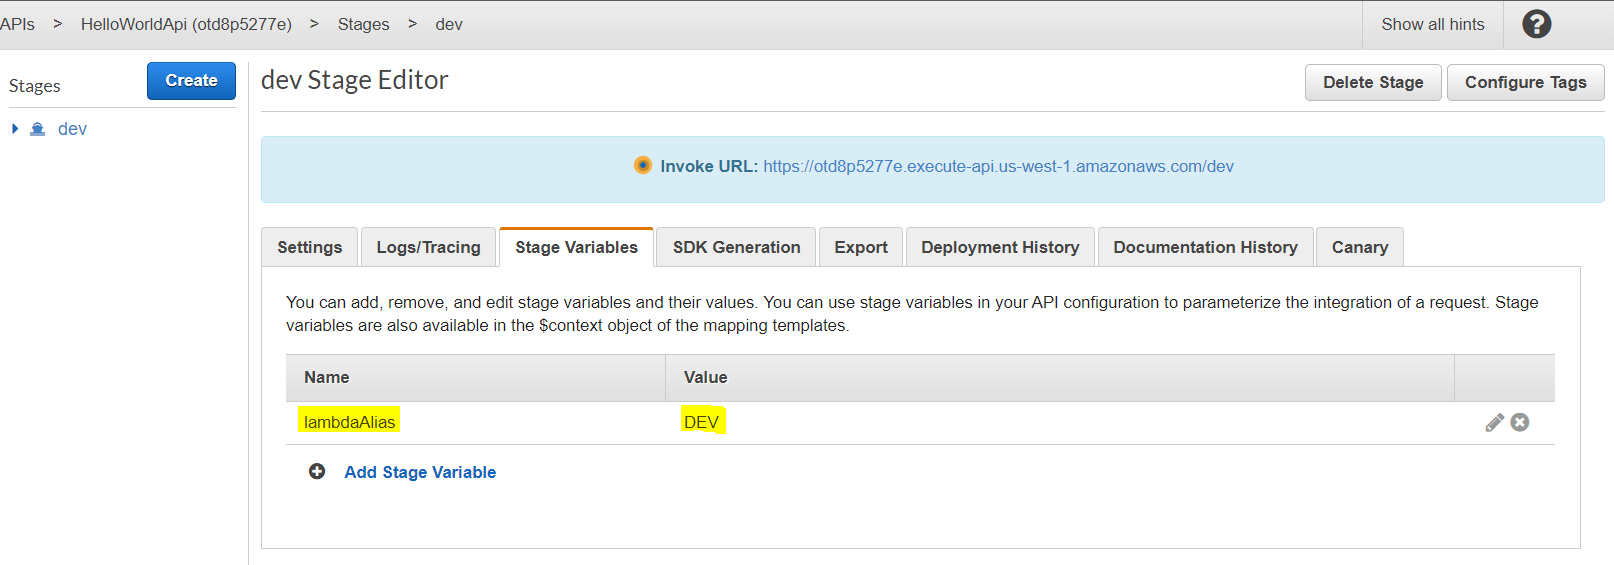 APIs > HelloWorldApi (otd8p5277e) > Stages > dev
Show all hints
?
Stages
Create
dev
dev Stage Editor
Delete Stage
Configure Tags
Invoke URL: https://otd8p5277e.execute-api.us-west-1.amazonaws.com/dev
Settings
Logs/Tracing
Stage Variables
SDK Generation
Export
Deployment History
Documentation History
Canary
You can add, remove, and edit stage variables and their values. You can use stage variables in your API configuration to parameterize the integration of a request. Stage
variables are also available in the $context object of the mapping templates.
Name
Value
lambdaAlias
DEV
Add Stage Variable